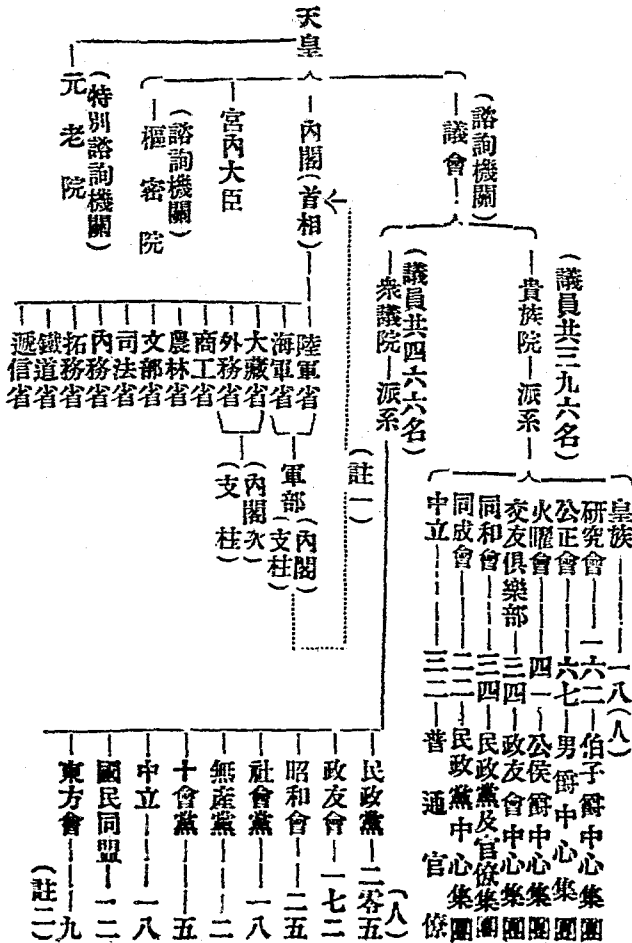 天皇
（諮詢機關）
議會
內閣（首相）
宮內大臣
（諮詢機關）
樞密院
（特別諮詢機關）
元老院
（議員共三九六名）
貴族院 派系
（議員共四六六名）
衆議院 派系
陸軍省
海軍省
大藏省
外務省
商工省
農林省
文部省
司法省
內務省
拓務省
鐵道省
遞信省
軍部（內閣支柱）
（內閣次支柱）
（註一）
皇族 一八（人）
研究會 一六二 伯子爵中心集團
公正會 六七 男爵中心集團
火曜會 四一 公侯爵中心集團
交友俱樂部 三四 政友會中心集團
同和會 三四 民政黨及官僚集團
同成會 二二 民政黨中心集團
中立 三二 普通官僚
民政黨 二零五（人）
政友會 一七二
昭和會 二五
社會黨 一八
無產黨 二
十會黨 五
中立 一八
國民同盟 一二
東方會 九
（註二）